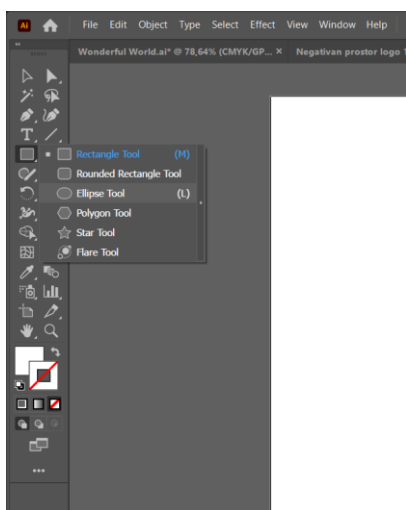 Ai File Edit Object Type Select Effect View Window Help
Wonderful World.ai* @ 78,64% (CMYK/GP... × Negativan prostor logo
Rectangle Tool (M)
Rounded Rectangle Tool
Ellipse Tool (L)
Polygon Tool
Star Tool
Flare Tool